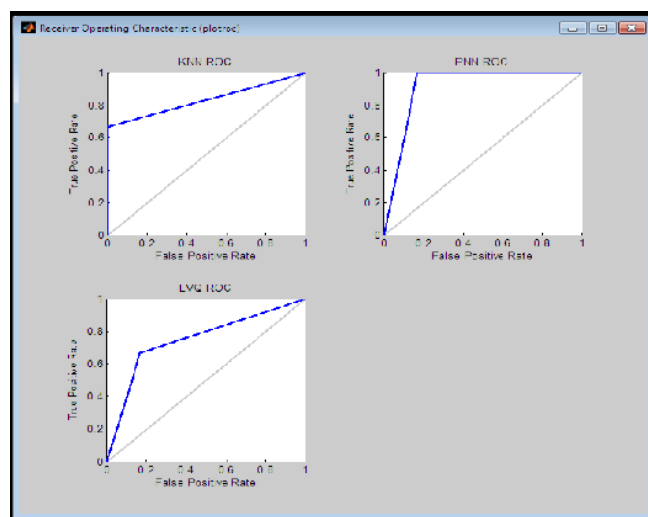 Receiver Operating Characteristic (plotroc)
KNN ROC
1
0.8
0.6
0.4
0.2
0
True Positive Rate
0 0.2 0.4 0.6 0.8 1
False Positive Rate
PNN ROC
1
0.8
0.6
0.4
0.2
0
True Positive Rate
0 0.2 0.4 0.6 0.8 1
False Positive Rate
LVQ ROC
1
0.8
0.6
0.4
0.2
0
True Positive Rate
0 0.2 0.4 0.6 0.8 1
False Positive Rate